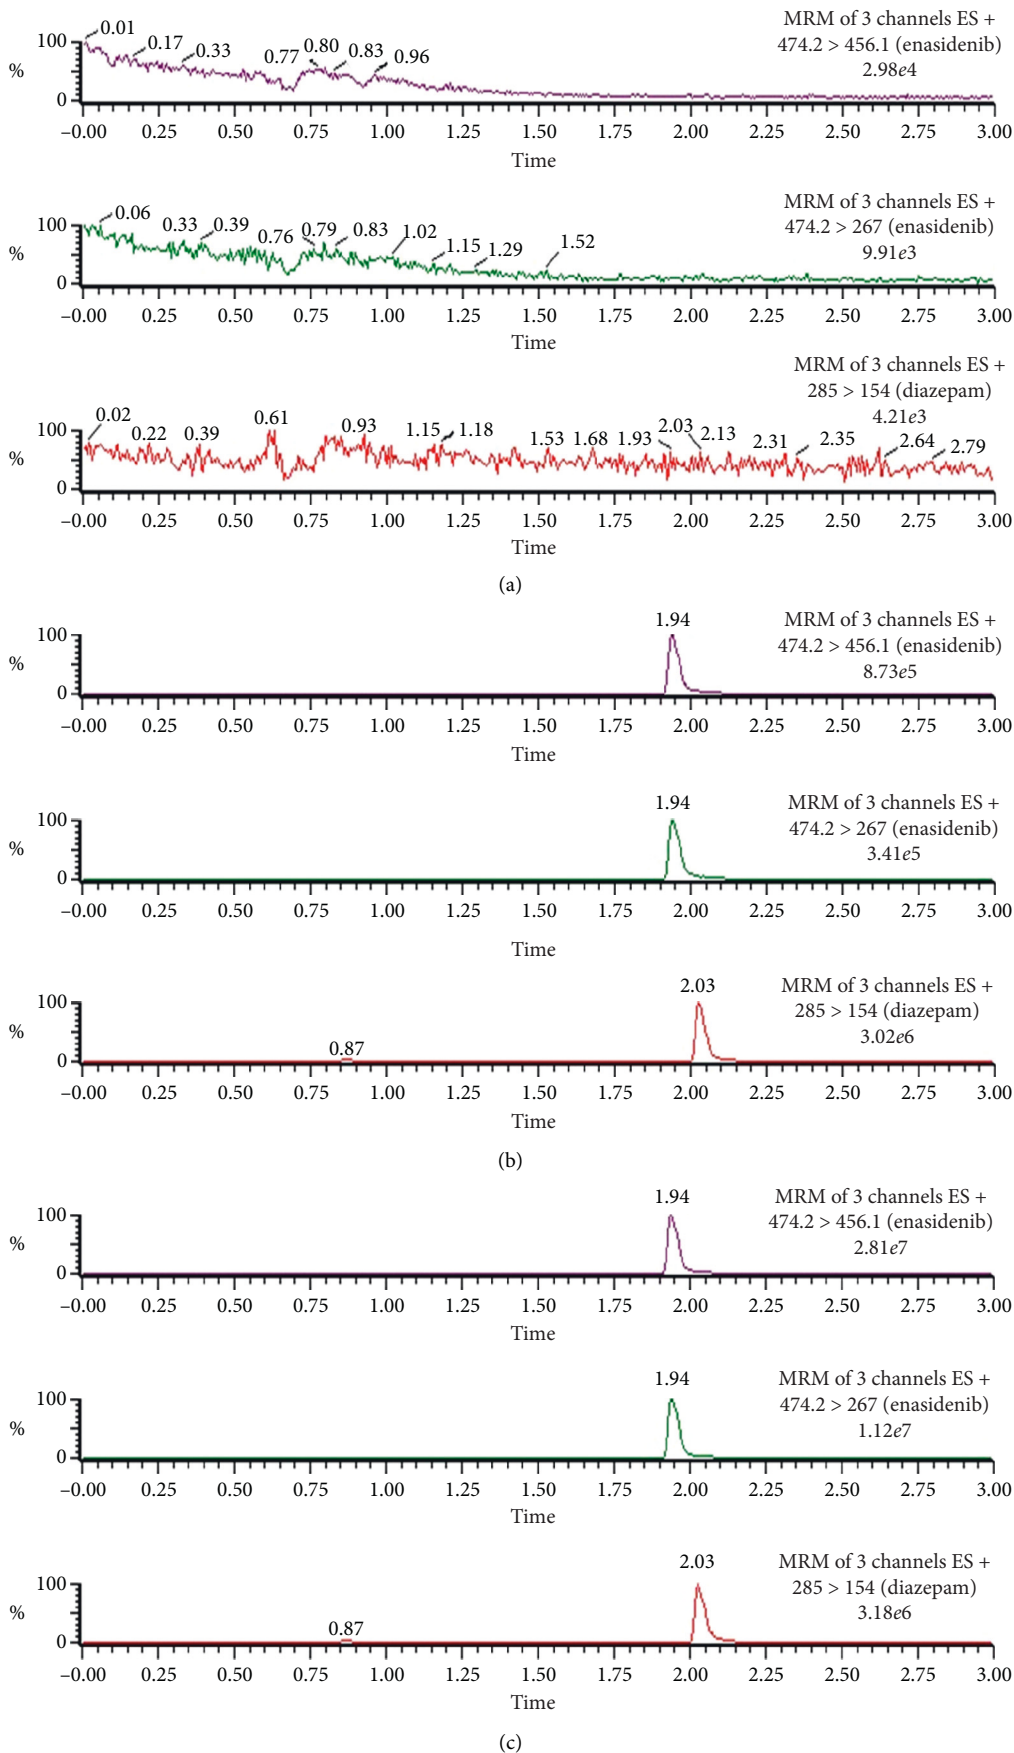 MRM of 3 channels ES +
474.2 > 456.1 (enasidenib)
2.98e4
0.01 0.17 0.33 0.77 0.80 0.83 0.96
100
%
0
−0.00 0.25 0.50 0.75 1.00 1.25 1.50 1.75 2.00 2.25 2.50 2.75 3.00
Time
MRM of 3 channels ES +
474.2 > 267 (enasidenib)
9.91e3
0.06 0.33 0.39 0.76 0.79 0.83 1.02 1.15 1.29 1.52
100
%
0
−0.00 0.25 0.50 0.75 1.00 1.25 1.50 1.75 2.00 2.25 2.50 2.75 3.00
Time
MRM of 3 channels ES +
285 > 154 (diazepam)
4.21e3
0.02 0.22 0.39 0.61 0.93 1.15 1.18 1.53 1.68 1.93 2.03 2.13 2.31 2.35 2.64 2.79
100
%
0
−0.00 0.25 0.50 0.75 1.00 1.25 1.50 1.75 2.00 2.25 2.50 2.75 3.00
Time
(a)
MRM of 3 channels ES +
474.2 > 456.1 (enasidenib)
8.73e5
1.94
100
%
0
−0.00 0.25 0.50 0.75 1.00 1.25 1.50 1.75 2.00 2.25 2.50 2.75 3.00
Time
MRM of 3 channels ES +
474.2 > 267 (enasidenib)
3.41e5
1.94
100
%
0
−0.00 0.25 0.50 0.75 1.00 1.25 1.50 1.75 2.00 2.25 2.50 2.75 3.00
Time
MRM of 3 channels ES +
285 > 154 (diazepam)
3.02e6
2.03
100
%
0.87
0
−0.00 0.25 0.50 0.75 1.00 1.25 1.50 1.75 2.00 2.25 2.50 2.75 3.00
Time
(b)
MRM of 3 channels ES +
474.2 > 456.1 (enasidenib)
2.81e7
1.94
100
%
0
−0.00 0.25 0.50 0.75 1.00 1.25 1.50 1.75 2.00 2.25 2.50 2.75 3.00
Time
MRM of 3 channels ES +
474.2 > 267 (enasidenib)
1.12e7
1.94
100
%
0
−0.00 0.25 0.50 0.75 1.00 1.25 1.50 1.75 2.00 2.25 2.50 2.75 3.00
Time
MRM of 3 channels ES +
285 > 154 (diazepam)
3.18e6
2.03
100
%
0.87
0
−0.00 0.25 0.50 0.75 1.00 1.25 1.50 1.75 2.00 2.25 2.50 2.75 3.00
Time
(c)